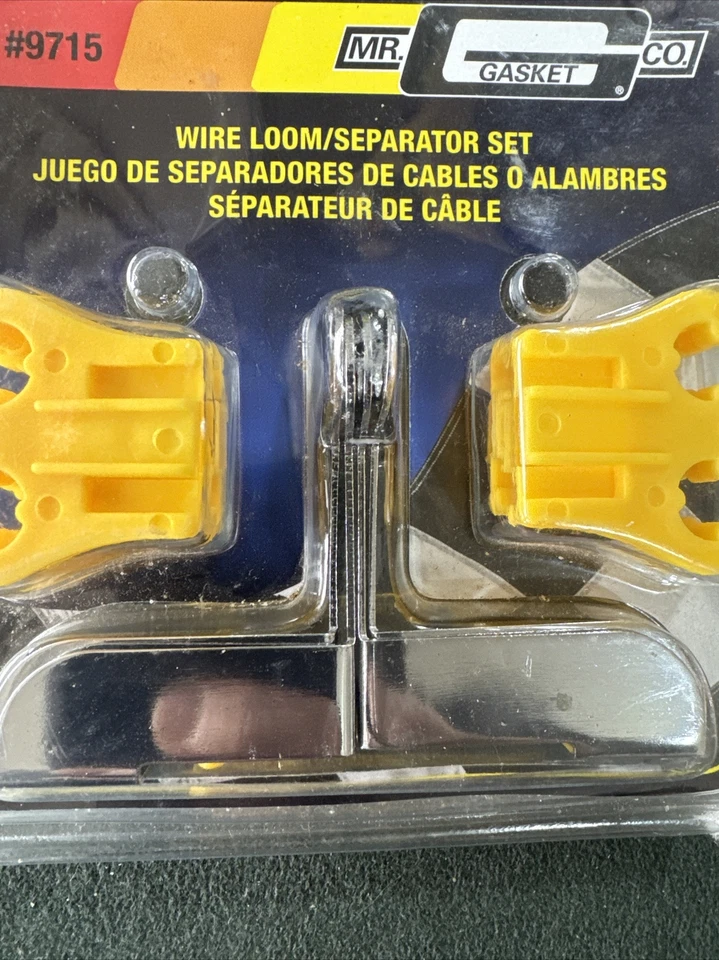 #9715
MR. GASKET CO.
®
WIRE LOOM/SEPARATOR SET
JUEGO DE SEPARADORES DE CABLES O ALAMBRES
SÉPARATEUR DE CÂBLE